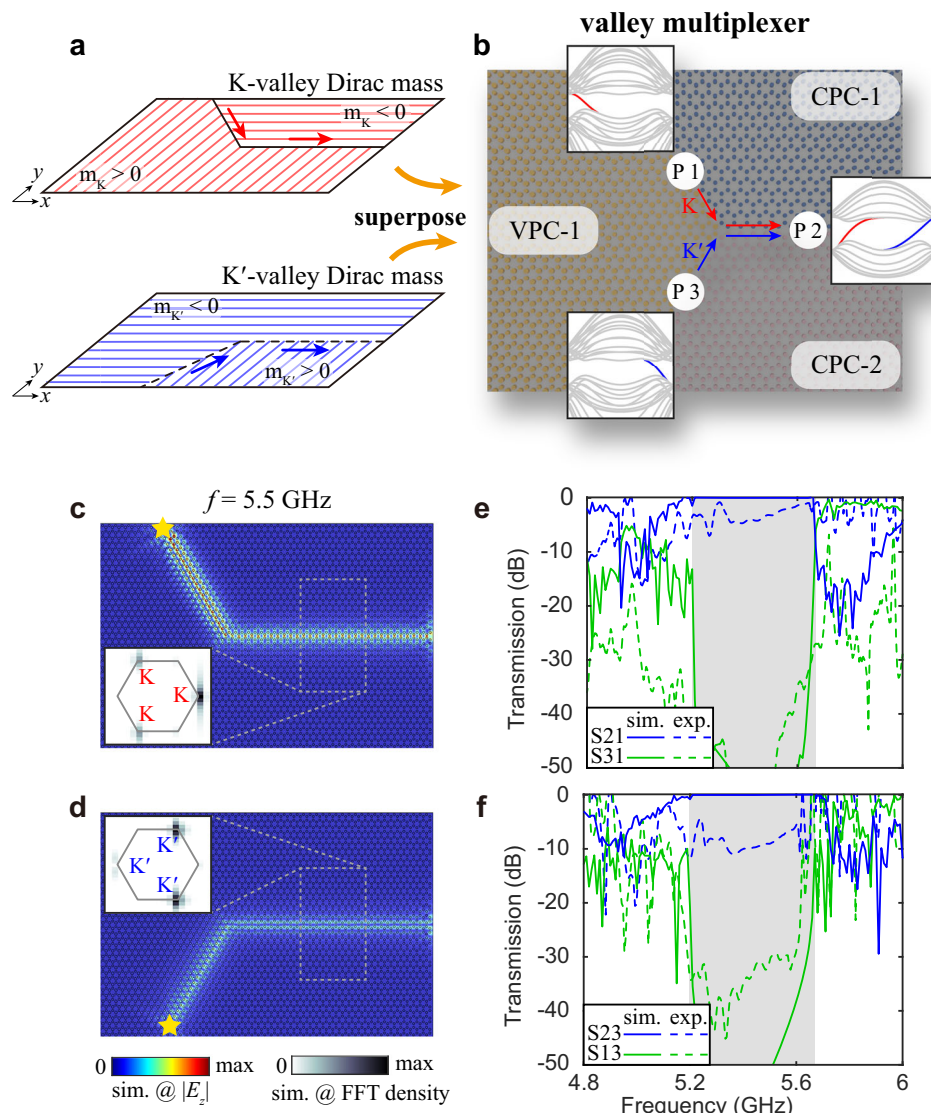 valley multiplexer
a
K-valley Dirac mass
m_K < 0
m_K > 0
y
x
superpose
K′-valley Dirac mass
m_K′ < 0
m_K′ > 0
y
x
b
CPC-1
P 1
K
VPC-1
P 2
K′
P 3
CPC-2
f = 5.5 GHz
c
K
K
K
d
K′
K′
K′
0 max
sim. @ |E_z|
0 max
sim. @ FFT density
e
Transmission (dB)
0
-10
-20
-30
-40
-50
sim. exp.
S21
S31
f
Transmission (dB)
0
-10
-20
-30
-40
-50
sim. exp.
S23
S13
4.8 5.2 5.6 6
Frequency (GHz)